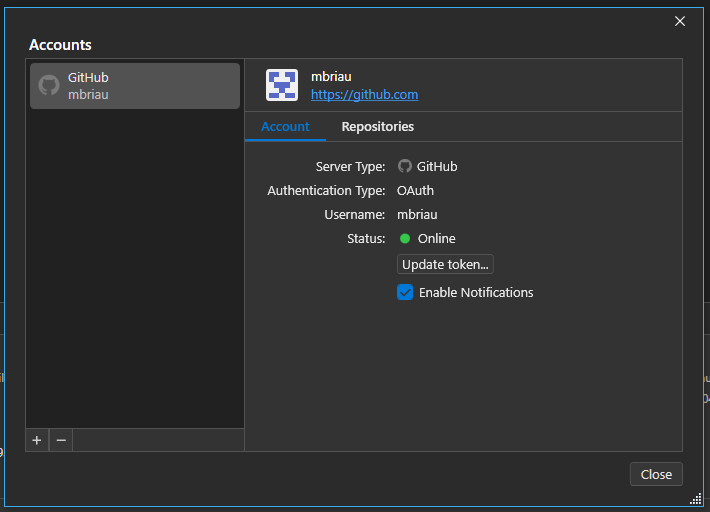 Accounts
GitHub
mbriau
mbriau
https://github.com
Account Repositories
Server Type: GitHub
Authentication Type: OAuth
Username: mbriau
Status: Online
Update token...
Enable Notifications
+ −
Close